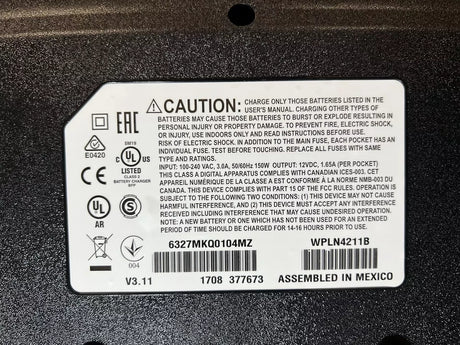 ⚠CAUTION: CHARGE ONLY THOSE BATTERIES LISTED IN THE
USER'S MANUAL. OTHER TYPES OF
BATTERIES MAY CAUSE BATTERIES TO BURST OR EXPLODE RESULTING IN
PERSONAL INJURY OR PROPERTY DAMAGE. TO PREVENT FIRE, ELECTRIC SHOCK,
OR INJURIES USE INDOORS ONLY AND READ INSTRUCTIONS BEFORE USE.
RISK OF ELECTRIC SHOCK. IN ADDITION TO THE MAIN FUSE, EACH POCKET HAS AN
INTERNAL FUSE. TEST BEFORE TOUCHING. REPLACE ALL FUSES WITH SAME
TYPE AND RATINGS.
INPUT: 100-240 VAC, 3.0A, 50/60HZ 150W OUTPUT: 12VDC, 1.65A (PER POCKET)
THIS CLASS A DIGITAL APPARATUS COMPLIES WITH CANADIAN ICES-003. CET
APPAREIL NUMÉRIQUE DE LA CLASSE A EST CONFORME À LA NORME NMB-003 DU
CANADA. THIS DEVICE COMPLIES WITH PART 15 OF THE FCC RULES. OPERATION IS
SUBJECT TO THE FOLLOWING TWO CONDITIONS: (1) THIS DEVICE MAY NOT CAUSE
HARMFUL INTERFERENCE, AND (2) THIS DEVICE MUST ACCEPT ANY INTERFERENCE
RECEIVED, INCLUDING INTERFERENCE THAT MAY CAUSE UNDESIRED OPERATION.
NOTE: A NEW BATTERY OR ONE WHICH HAS NOT BEEN USED FOR AN EXTENDED
PERIOD OF TIME SHOULD BE CHARGED FOR 14-16 HOURS PRIOR TO USE.
EAC
E0420
C UL US
LISTED
CLASS 2
BATTERY CHARGER
UL
AR
004
V3.11
6327MKQ0104MZ
WPLN4211B
1708 377673
ASSEMBLED IN MEXICO